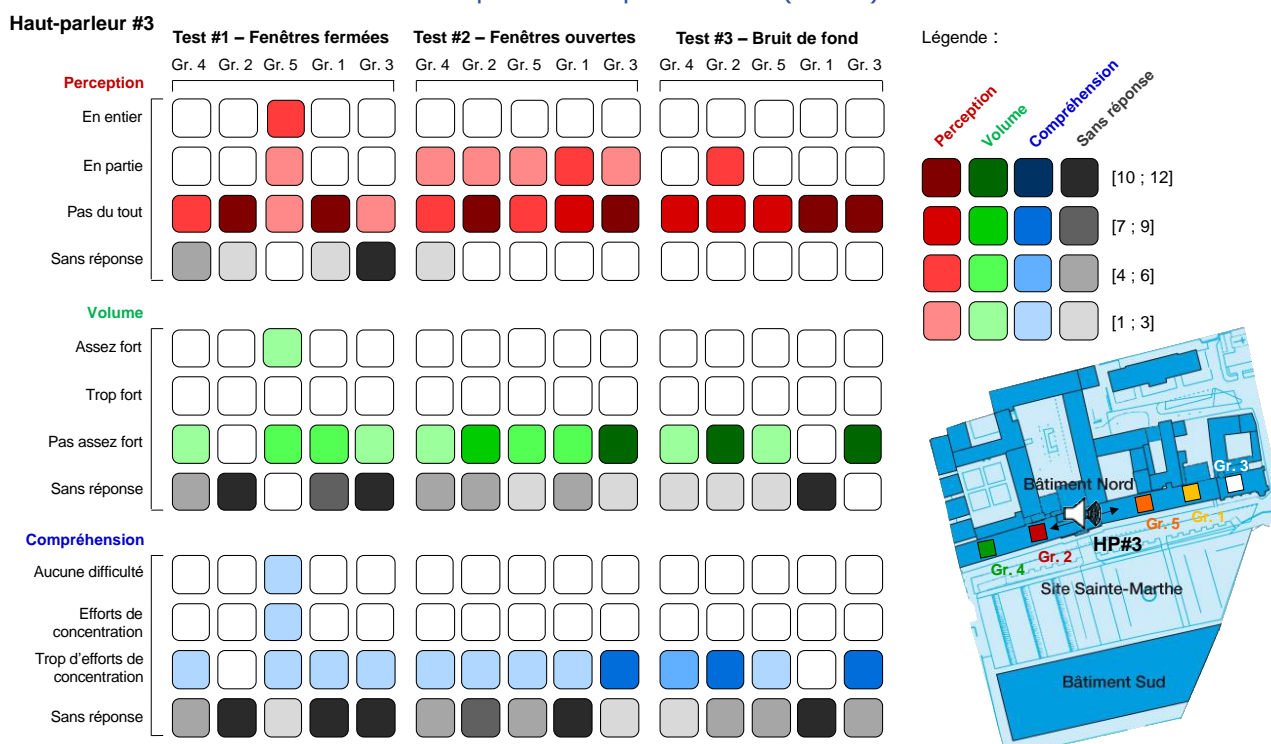 Haut-parleur #3
Test #1 – Fenêtres fermées
Test #2 – Fenêtres ouvertes
Test #3 – Bruit de fond
Gr. 4 Gr. 2 Gr. 5 Gr. 1 Gr. 3
Gr. 4 Gr. 2 Gr. 5 Gr. 1 Gr. 3
Gr. 4 Gr. 2 Gr. 5 Gr. 1 Gr. 3
Perception
En entier
En partie
Pas du tout
Sans réponse
Volume
Assez fort
Trop fort
Pas assez fort
Sans réponse
Compréhension
Aucune difficulté
Efforts de
concentration
Trop d'efforts de
concentration
Sans réponse
Légende :
Perception
Volume
Compréhension
Sans réponse
[10 ; 12]
[7 ; 9]
[4 ; 6]
[1 ; 3]
Gr. 3
Bâtiment Nord
Gr. 5
Gr. 1
HP#3
Gr. 2
Gr. 4
Site Sainte-Marthe
Bâtiment Sud